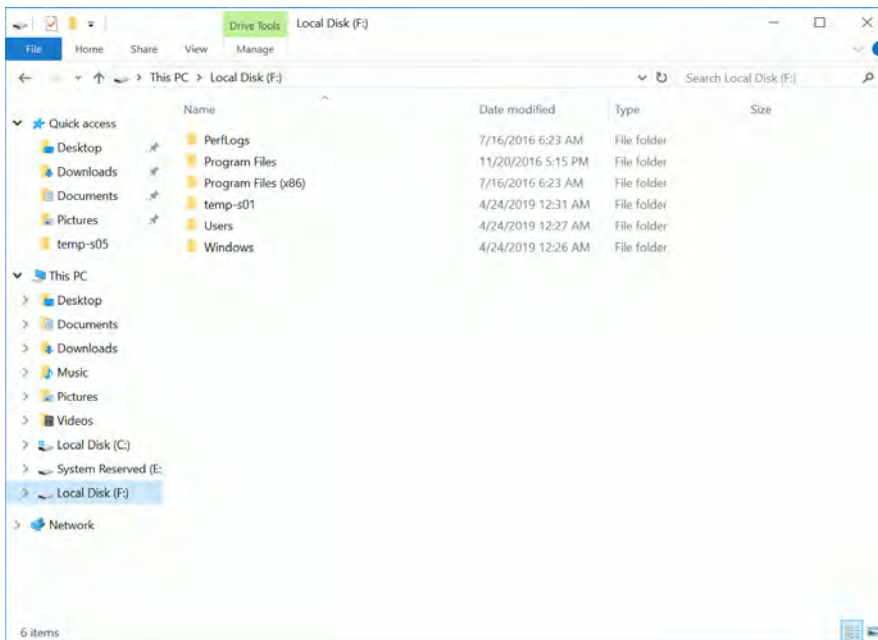 Drive Tools Local Disk (F:)
File Home Share View Manage
This PC > Local Disk (F:) Search Local Disk (F:)
Name Date modified Type Size
Quick access
Desktop
Downloads
Documents
Pictures
temp-s05
This PC
Desktop
Documents
Downloads
Music
Pictures
Videos
Local Disk (C:)
System Reserved (E:
Local Disk (F:)
Network
PerfLogs 7/16/2016 6:23 AM File folder
Program Files 11/20/2016 5:15 PM File folder
Program Files (x86) 7/16/2016 6:23 AM File folder
temp-s01 4/24/2019 12:31 AM File folder
Users 4/24/2019 12:27 AM File folder
Windows 4/24/2019 12:26 AM File folder
6 items